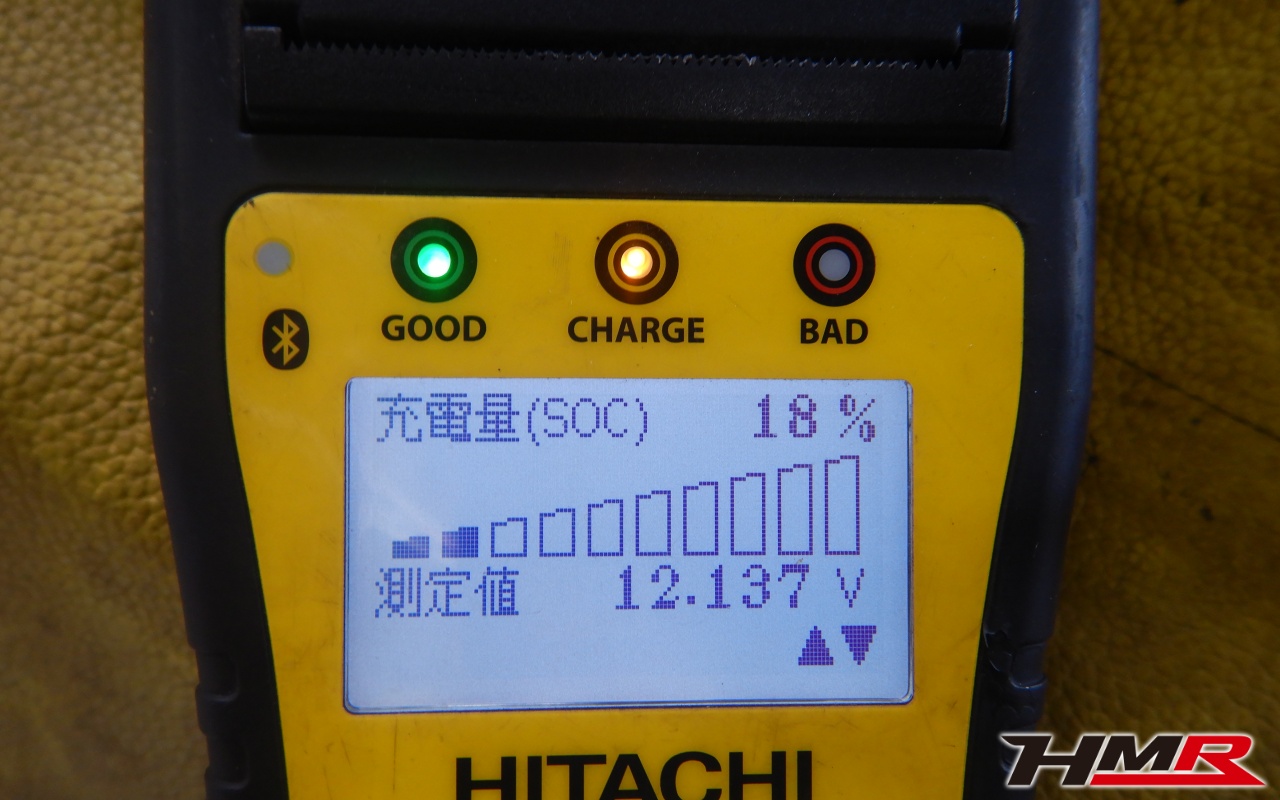 GOOD CHARGE BAD
充電量(SOC) 18%
測定値 12.137 V
HITACHI
HMR